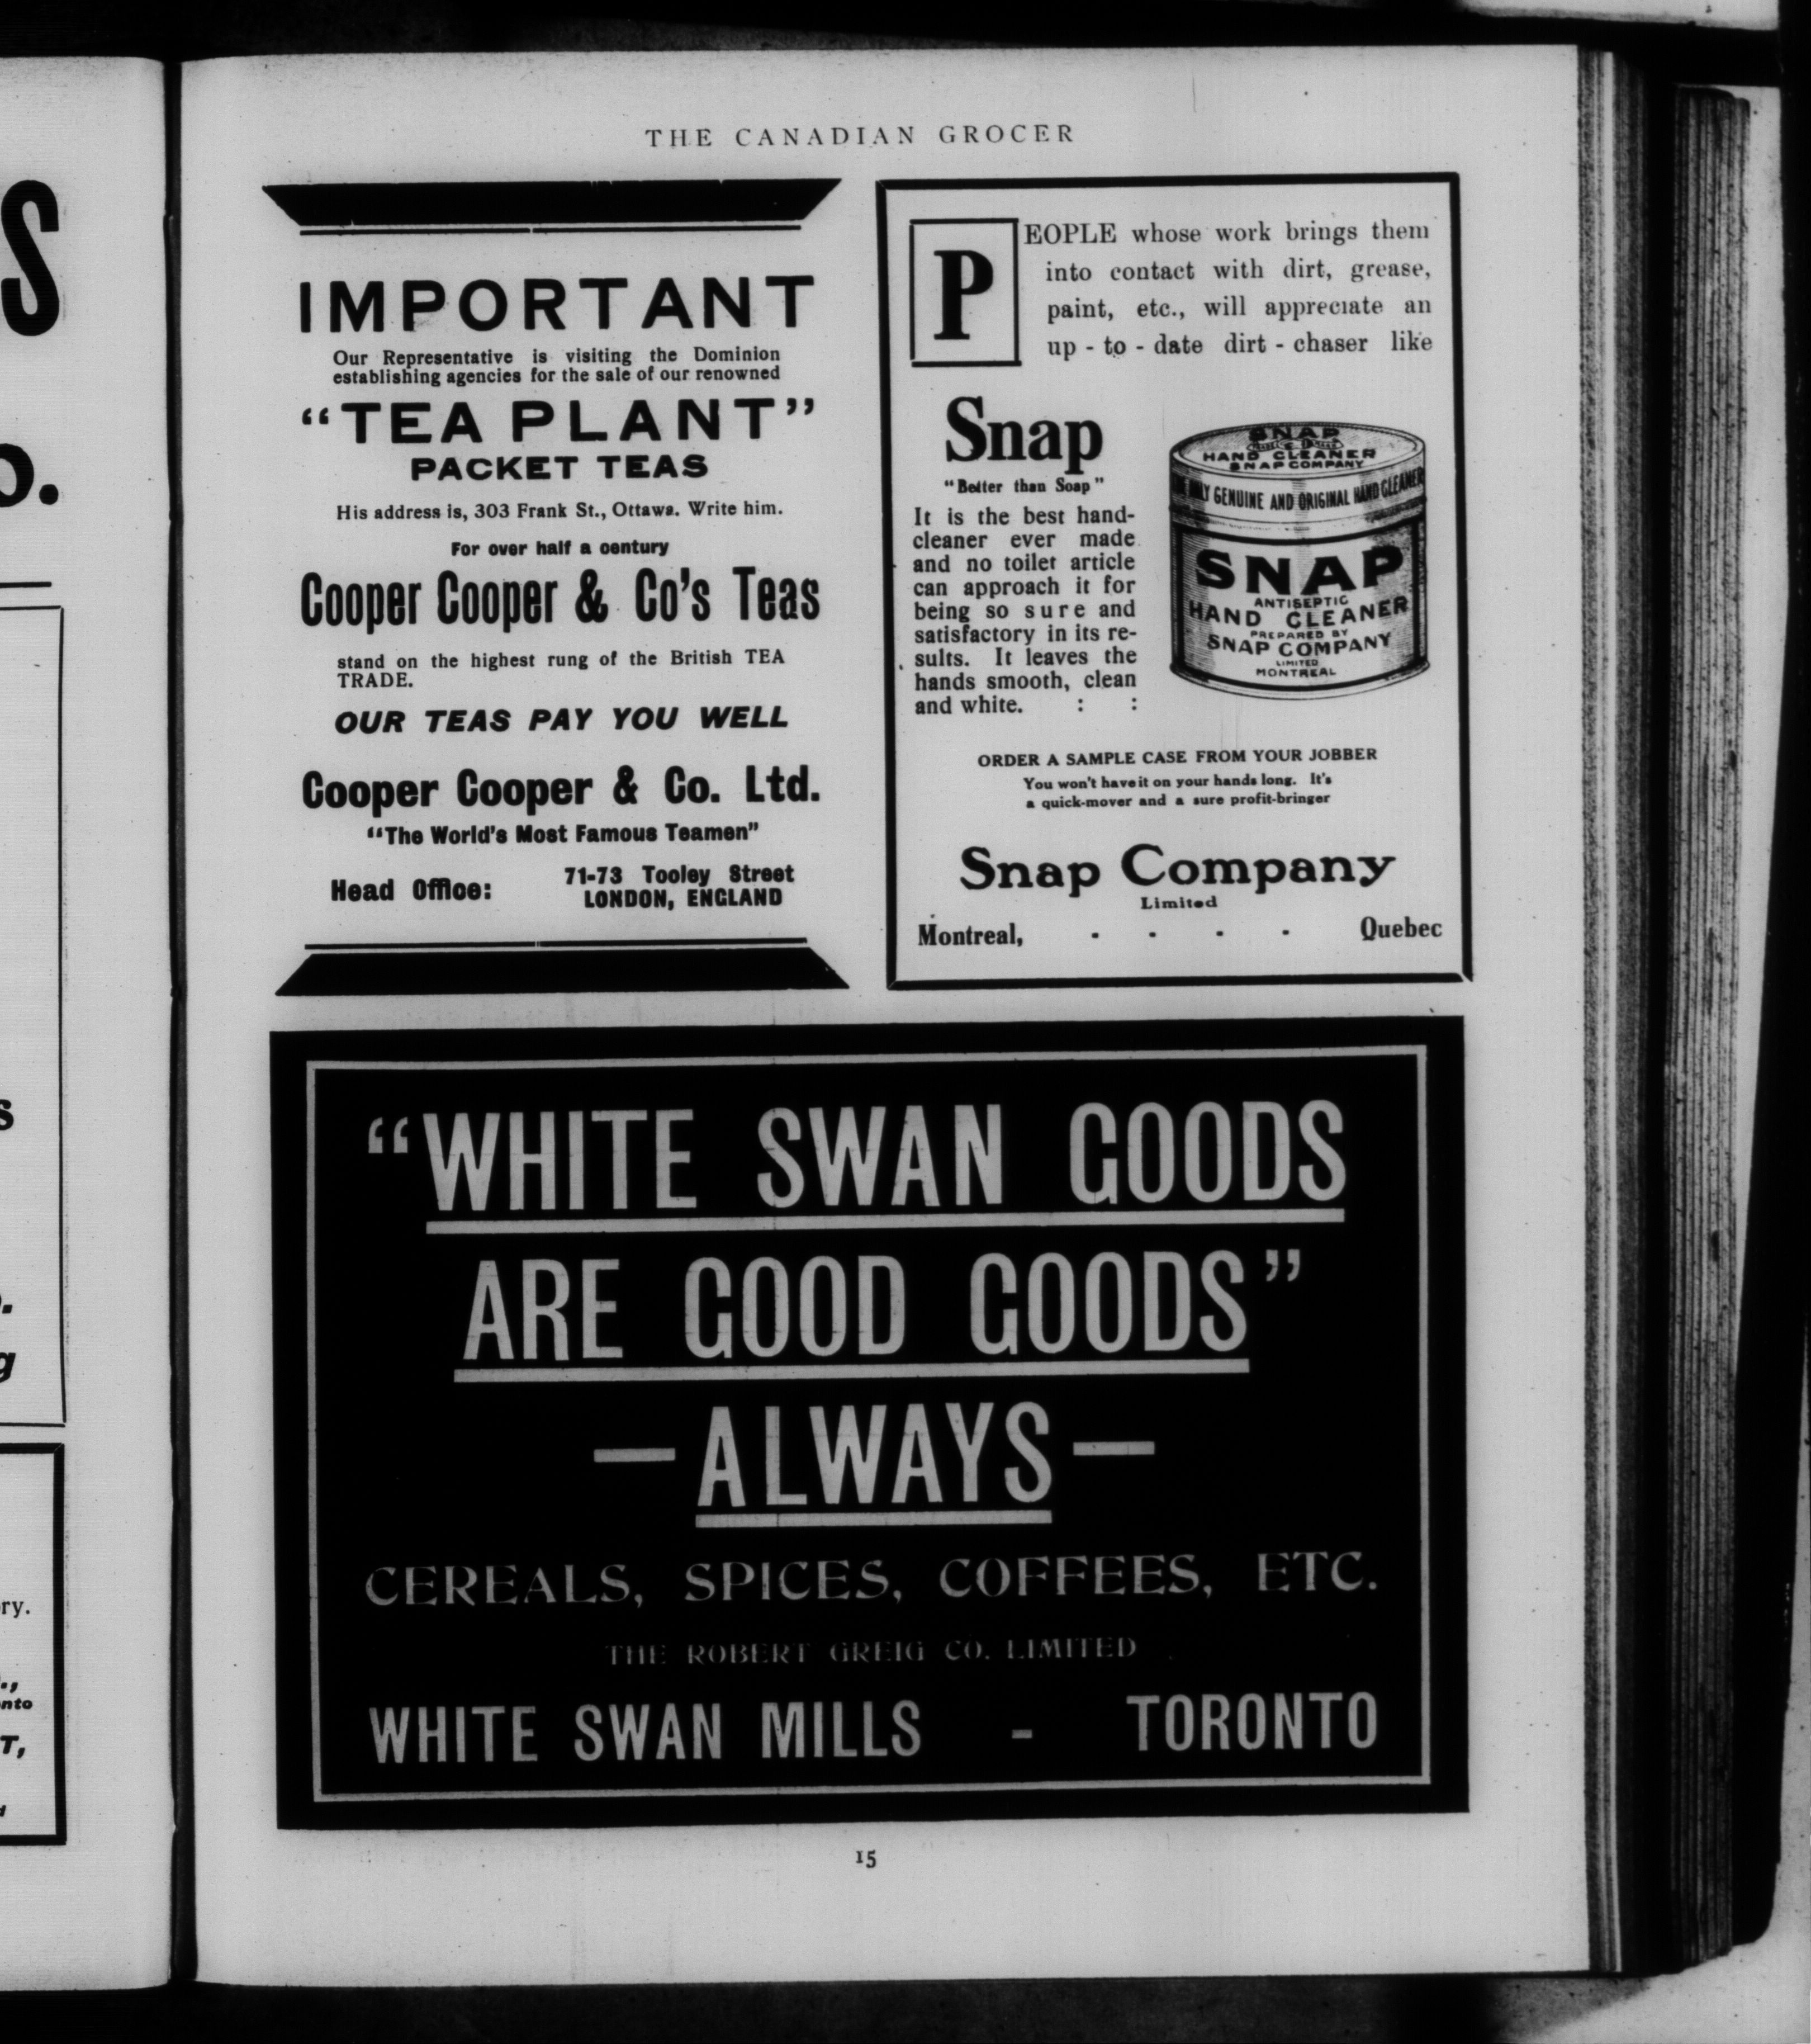 THE CANADIAN GROCER
IMPORTANT
Our Representative is visiting the Dominion
establishing agencies for the sale of our renowned
"TEA PLANT"
PACKET TEAS
His address is, 303 Frank St., Ottawa. Write him.
For over half a century
Cooper Cooper & Co's Teas
stand on the highest rung of the British TEA
TRADE.
OUR TEAS PAY YOU WELL
Cooper Cooper & Co. Ltd.
"The World's Most Famous Teamen"
Head Office:
71-73 Tooley Street
LONDON, ENGLAND
PEOPLE whose work brings them
into contact with dirt, grease,
paint, etc., will appreciate an
up - to - date dirt - chaser like
Snap
"Better than Soap"
It is the best hand-
cleaner ever made
and no toilet article
can approach it for
being so sure and
satisfactory in its re-
sults. It leaves the
hands smooth, clean
and white. : :
SNAP
HAND CLEANER
SNAP COMPANY
ONLY GENUINE AND ORIGINAL HAND CLEANER
SNAP
ANTISEPTIC
HAND CLEANER
PREPARED BY
SNAP COMPANY
LIMITED
MONTREAL
ORDER A SAMPLE CASE FROM YOUR JOBBER
You won't have it on your hands long. It's
a quick-mover and a sure profit-bringer
Snap Company
Limited
Montreal, - - - - Quebec
"WHITE SWAN GOODS
ARE GOOD GOODS"
— ALWAYS —
CEREALS, SPICES, COFFEES, ETC.
THE ROBERT GREIG CO. LIMITED
WHITE SWAN MILLS - TORONTO
15